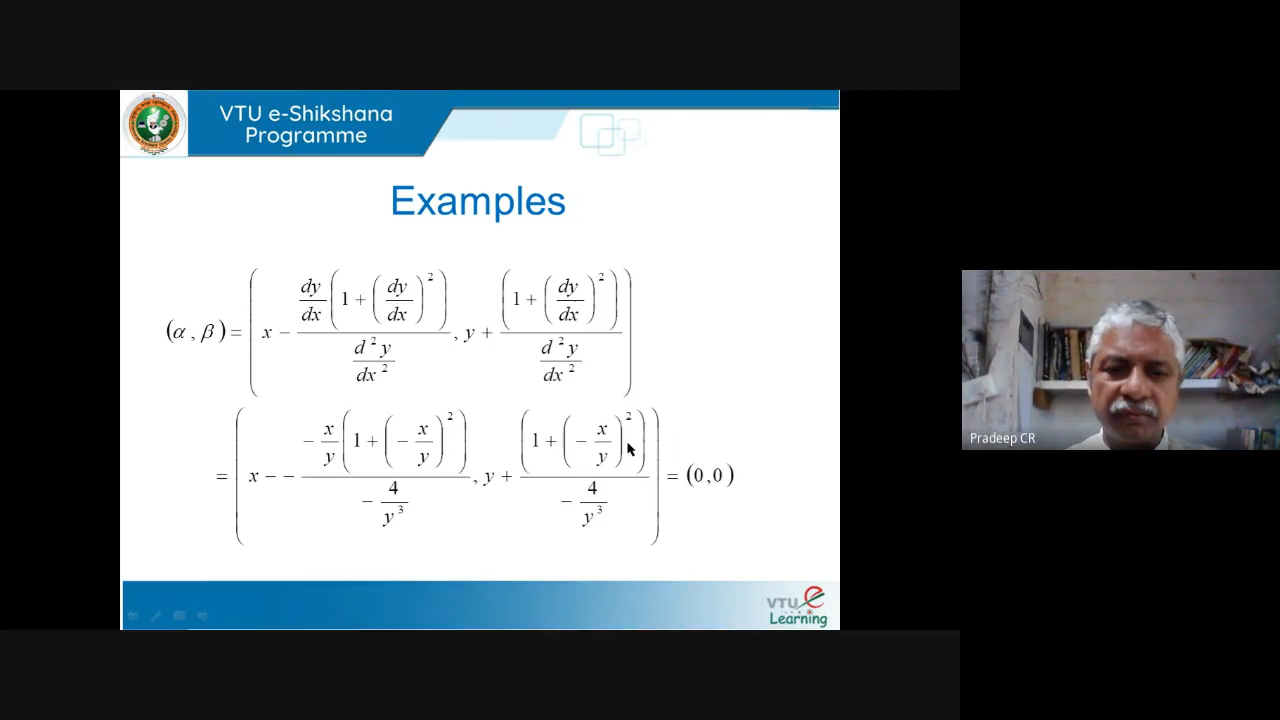 VTU e-Shikshana
Programme
Examples
(α , β) = ( x − dy/dx (1 + (dy/dx)²) / (d²y/dx²) , y + (1 + (dy/dx)²) / (d²y/dx²) )
= ( x − − − x/y (1 + (− x/y)²) / (− 4/y³) , y + (1 + (− x/y)²) / (− 4/y³) ) = (0,0)
Pradeep CR
VTU e
Learning